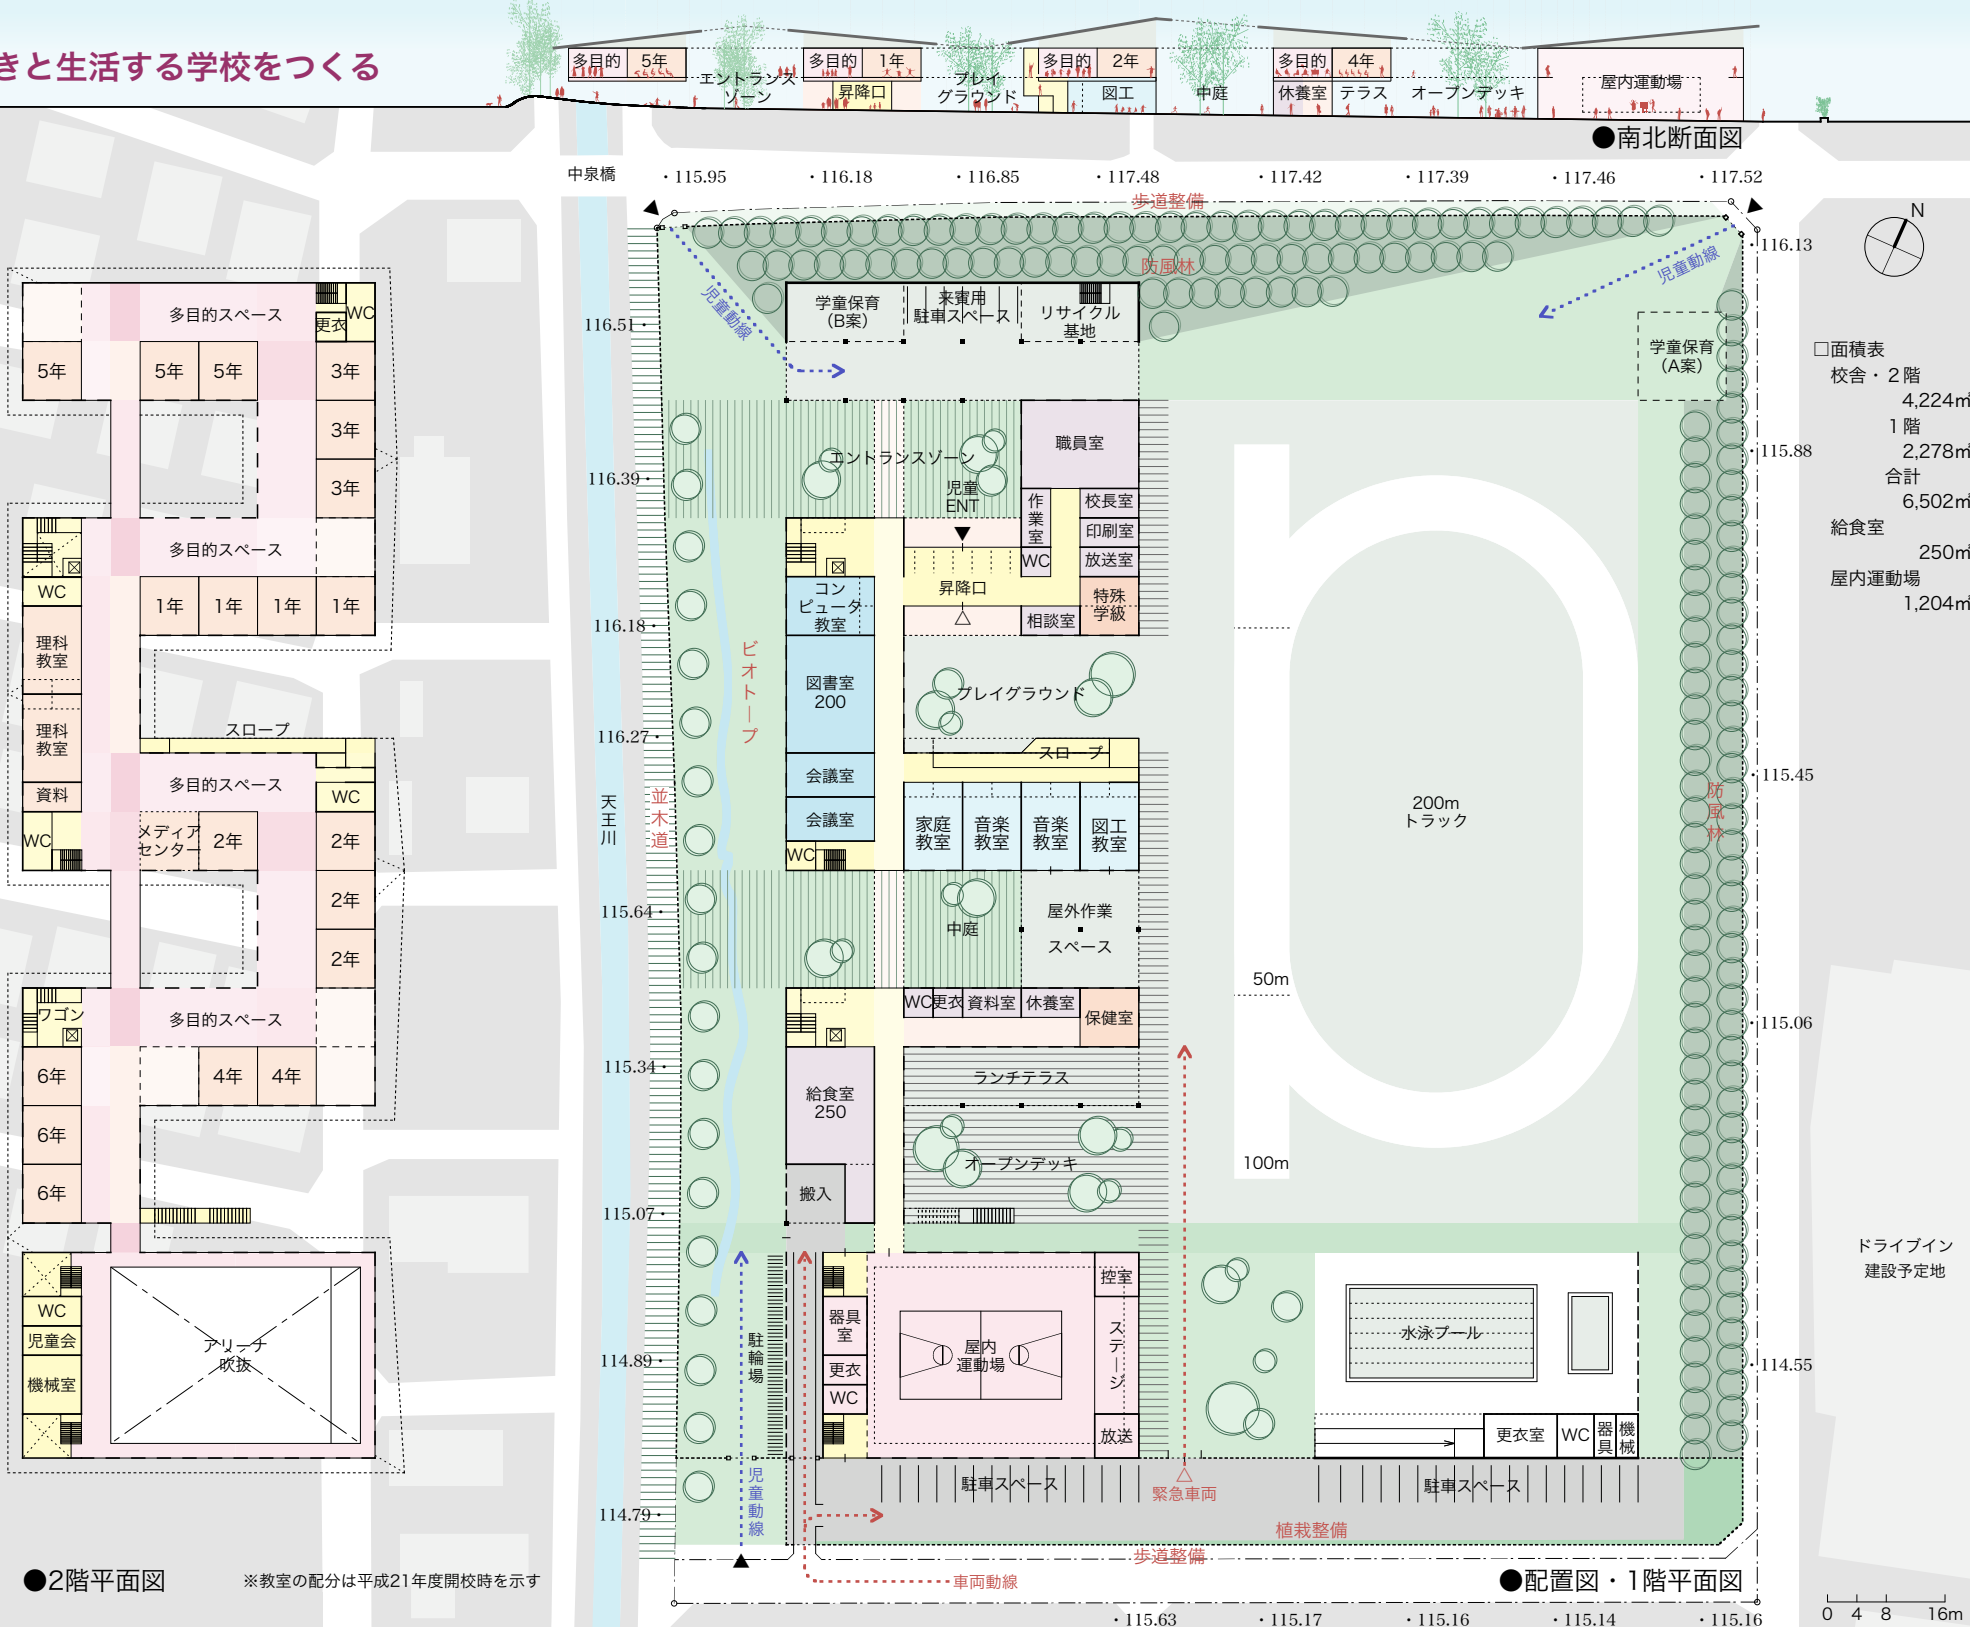 きと生活する学校をつくる
多目的
5年
エントランス
ゾーン
多目的
1年
昇降口
プレイ
グラウンド
多目的
2年
図工
中庭
多目的
4年
休養室
テラス
オープンデッキ
屋内運動場
●南北断面図
中泉橋
・115.95
・116.18
・116.85
・117.48
・117.42
・117.39
・117.46
・117.52
歩道整備
防風林
児童動線
児童動線
N
・116.13
116.51・
116.39・
116.18・
116.27・
115.64・
115.34・
115.07・
114.89・
114.79・
・115.88
・115.45
・115.06
・114.55
□面積表
校舎・2階
4,224㎡
1階
2,278㎡
合計
6,502㎡
給食室
250㎡
屋内運動場
1,204㎡
多目的スペース
更衣
WC
5年
5年
5年
3年
3年
3年
多目的スペース
WC
1年
1年
1年
1年
理科
教室
理科
教室
資料
スロープ
多目的スペース
WC
WC
メディア
センター
2年
2年
2年
2年
ワゴン
多目的スペース
6年
4年
4年
6年
6年
WC
児童会
機械室
アリーナ
吹抜
●2階平面図
※教室の配分は平成21年度開校時を示す
学童保育
(B案)
来賓用
駐車スペース
リサイクル
基地
学童保育
(A案)
エントランスゾーン
児童
ENT
職員室
作業室
校長室
印刷室
WC
放送室
特殊
学級
相談室
昇降口
コン
ピュータ
教室
図書室
200
プレイグラウンド
スロープ
会議室
会議室
WC
家庭
教室
音楽
教室
音楽
教室
図工
教室
中庭
屋外作業
スペース
ビオトープ
天王川
並木道
WC
更衣
資料室
休養室
保健室
ランチテラス
給食室
250
オープンデッキ
搬入
200m
トラック
50m
100m
防風林
ドライブイン
建設予定地
駐輪場
器具
室
更衣
WC
屋内
運動場
控室
ステージ
放送
水泳プール
更衣室
WC
器具
機械
駐車スペース
駐車スペース
緊急車両
植栽整備
歩道整備
児童動線
車両動線
●配置図・1階平面図
・115.63
・115.17
・115.16
・115.14
・115.16
0 4 8 16m